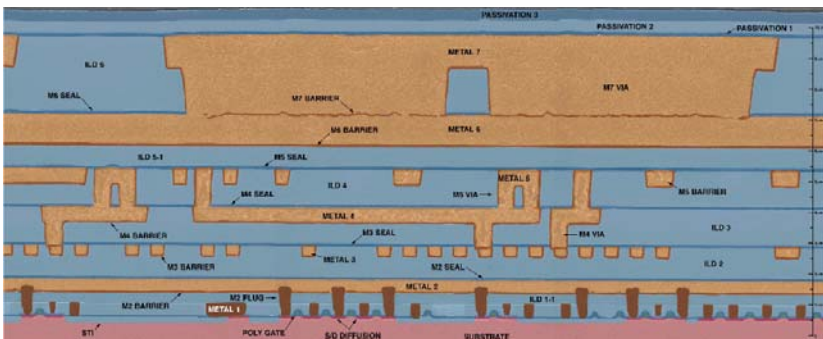 PASSIVATION 3
PASSIVATION 2
PASSIVATION 1
METAL 7
ILD 6
M6 SEAL
M7 BARRIER
M7 VIA
M6 BARRIER
METAL 6
ILD 5-1
M5 SEAL
METAL 5
ILD 4
M4 SEAL
M5 VIA
M5 BARRIER
METAL 4
M4 BARRIER
M3 SEAL
M4 VIA
ILD 3
METAL 3
M3 BARRIER
M2 SEAL
ILD 2
METAL 2
M2 BARRIER
M2 PLUG
ILD 1-1
METAL 1
STI
POLY GATE
S/D DIFFUSION
SUBSTRATE